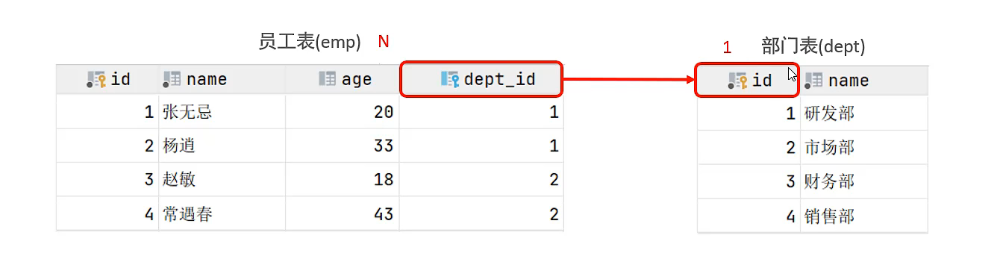 员工表(emp) N
1 部门表(dept)
id name age dept_id
1 张无忌 20 1
2 杨逍 33 1
3 赵敏 18 2
4 常遇春 43 2
id name
1 研发部
2 市场部
3 财务部
4 销售部